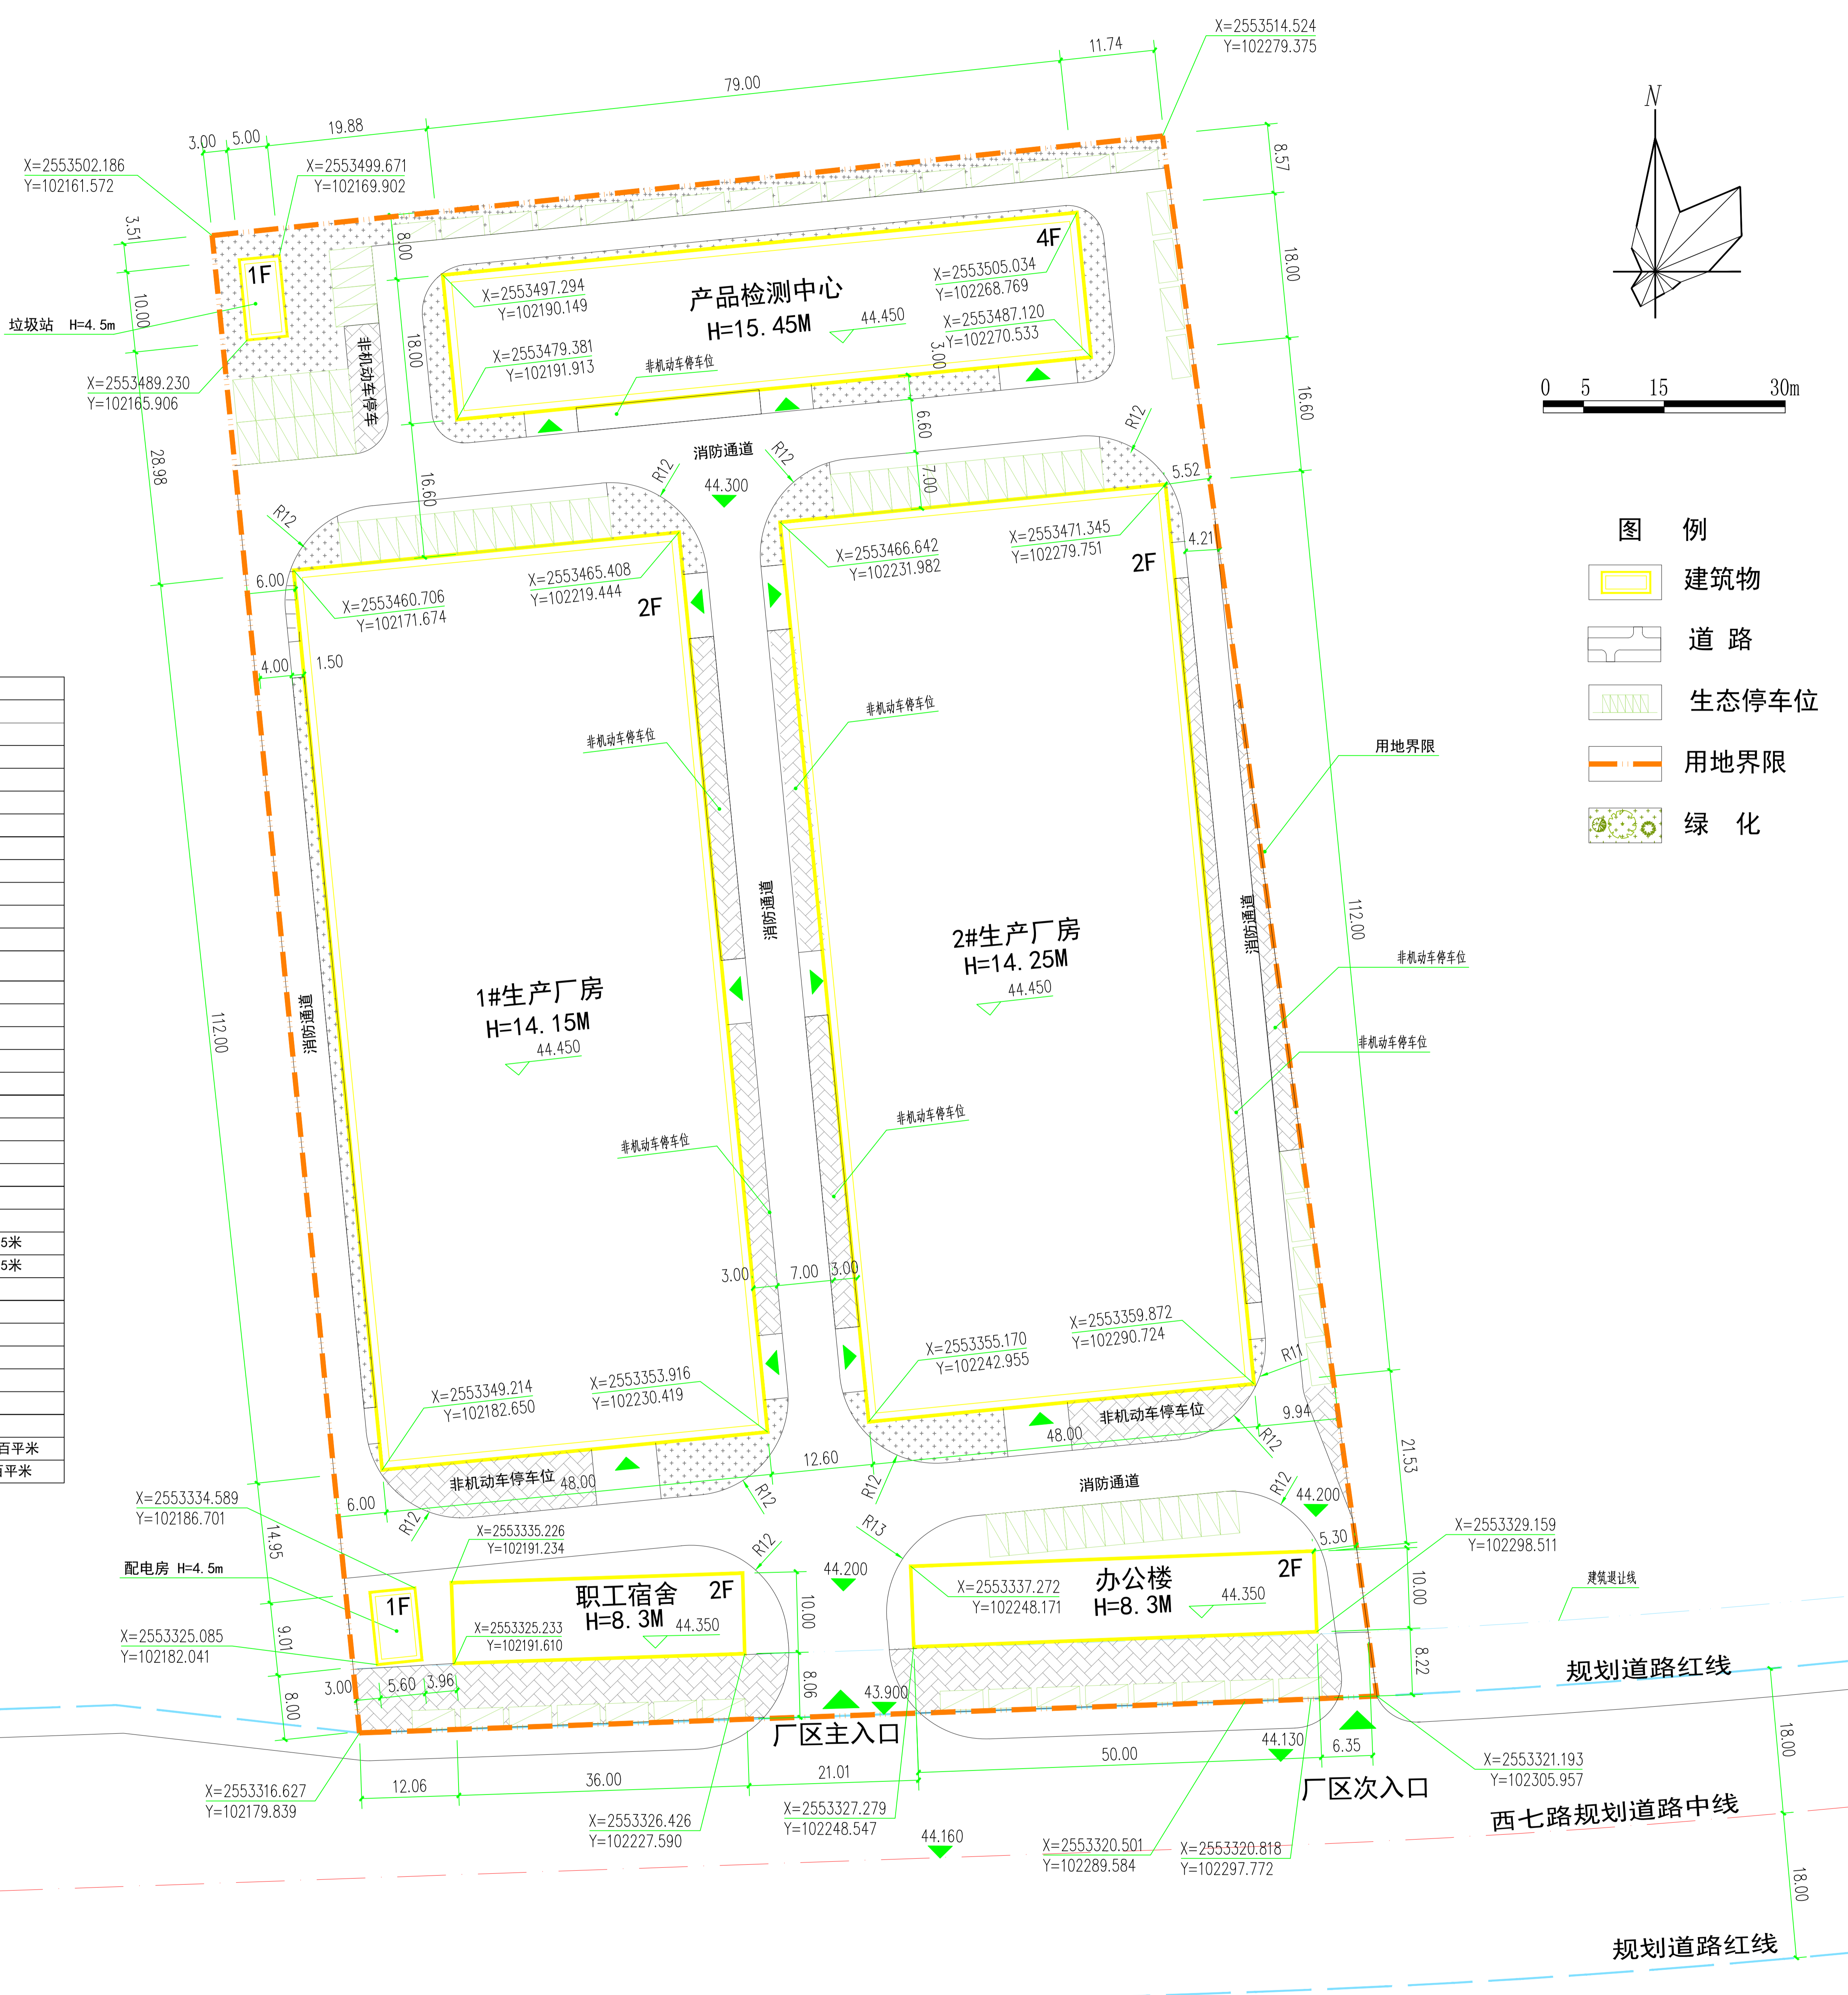 X=2553514.524
Y=102279.375
11.74
79.00
19.88
5.00
3.00
X=2553502.186
Y=102161.572
X=2553499.671
Y=102169.902
8.57
N
3.51
8.00
1F
4F
产品检测中心
H=15.45M
44.450
X=2553505.034
Y=102268.769
X=2553497.294
Y=102190.149
18.00
10.00
垃圾站 H=4.5m
X=2553487.120
Y=102270.533
X=2553479.381
Y=102191.913
非机动车停车位
3.00
18.00
非机动车停车
X=2553489.230
Y=102165.906
0 5 15 30m
16.60
6.60
R12
消防通道
R12
R12
44.300
7.00
5.52
28.98
16.60
R12
图 例
X=2553471.345
Y=102279.751
X=2553466.642
Y=102231.982
2F
4.21
建筑物
6.00
X=2553465.408
Y=102219.444
X=2553460.706
Y=102171.674
2F
道 路
4.00
1.50
生态停车位
非机动车停车位
非机动车停车位
用地界限
用地界限
绿 化
消防通道
消防通道
112.00
2#生产厂房
H=14.25M
44.450
非机动车停车位
1#生产厂房
H=14.15M
44.450
消防通道
112.00
非机动车停车位
非机动车停车位
非机动车停车位
5米
5米
3.00
7.00
3.00
X=2553359.872
Y=102290.724
X=2553355.170
Y=102242.955
R11
X=2553353.916
Y=102230.419
X=2553349.214
Y=102182.650
非机动车停车位
9.94
48.00
R12
21.53
百平米
百平米
12.60
非机动车停车位
48.00
6.00
R12
R12
R12
消防通道
R12
44.200
X=2553334.589
Y=102186.701
14.95
R13
X=2553335.226
Y=102191.234
R12
5.30
X=2553329.159
Y=102298.511
配电房 H=4.5m
44.200
职工宿舍
H=8.3M
2F
44.350
1F
10.00
X=2553337.272
Y=102248.171
办公楼
H=8.3M
2F
44.350
10.00
建筑退让线
X=2553325.085
Y=102182.041
X=2553325.233
Y=102191.610
9.01
8.22
规划道路红线
3.00
5.60
3.96
8.06
43.900
8.00
厂区主入口
44.130
6.35
50.00
18.00
21.01
36.00
12.06
X=2553316.627
Y=102179.839
X=2553321.193
Y=102305.957
厂区次入口
X=2553327.279
Y=102248.547
X=2553326.426
Y=102227.590
西七路规划道路中线
44.160
X=2553320.501
Y=102289.584
X=2553320.818
Y=102297.772
18.00
规划道路红线